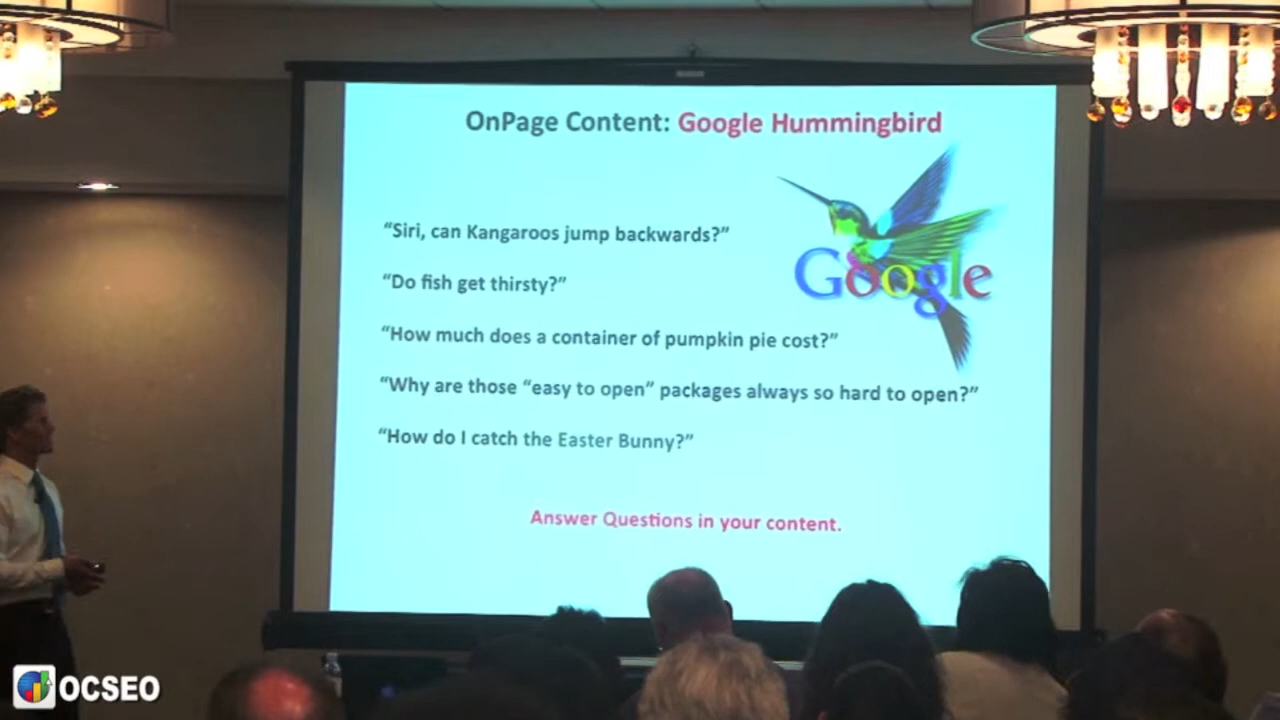 OnPage Content: Google Hummingbird
“Siri, can Kangaroos jump backwards?”
Google
“Do fish get thirsty?”
“How much does a container of pumpkin pie cost?”
“Why are those “easy to open” packages always so hard to open?”
“How do I catch the Easter Bunny?”
Answer Questions in your content.
OCSEO